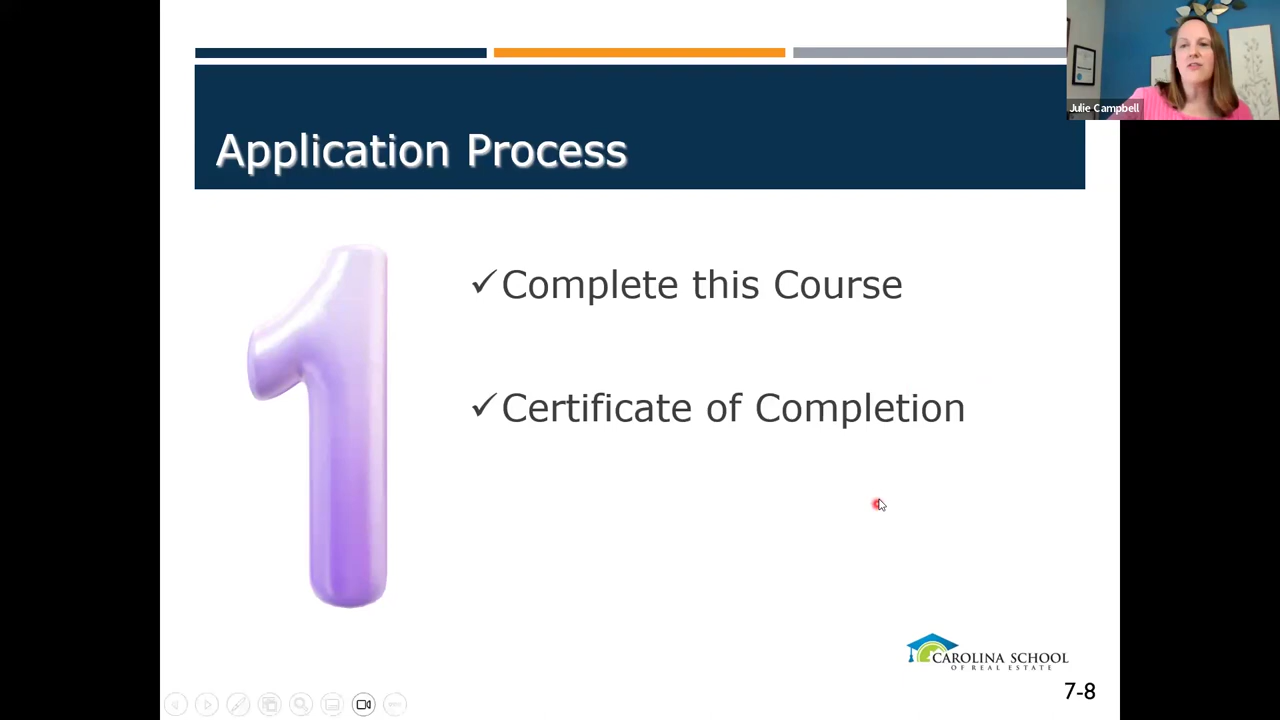 Julie Campbell
Application Process
1
✓Complete this Course
✓Certificate of Completion
CAROLINA SCHOOL
OF REAL ESTATE
7-8